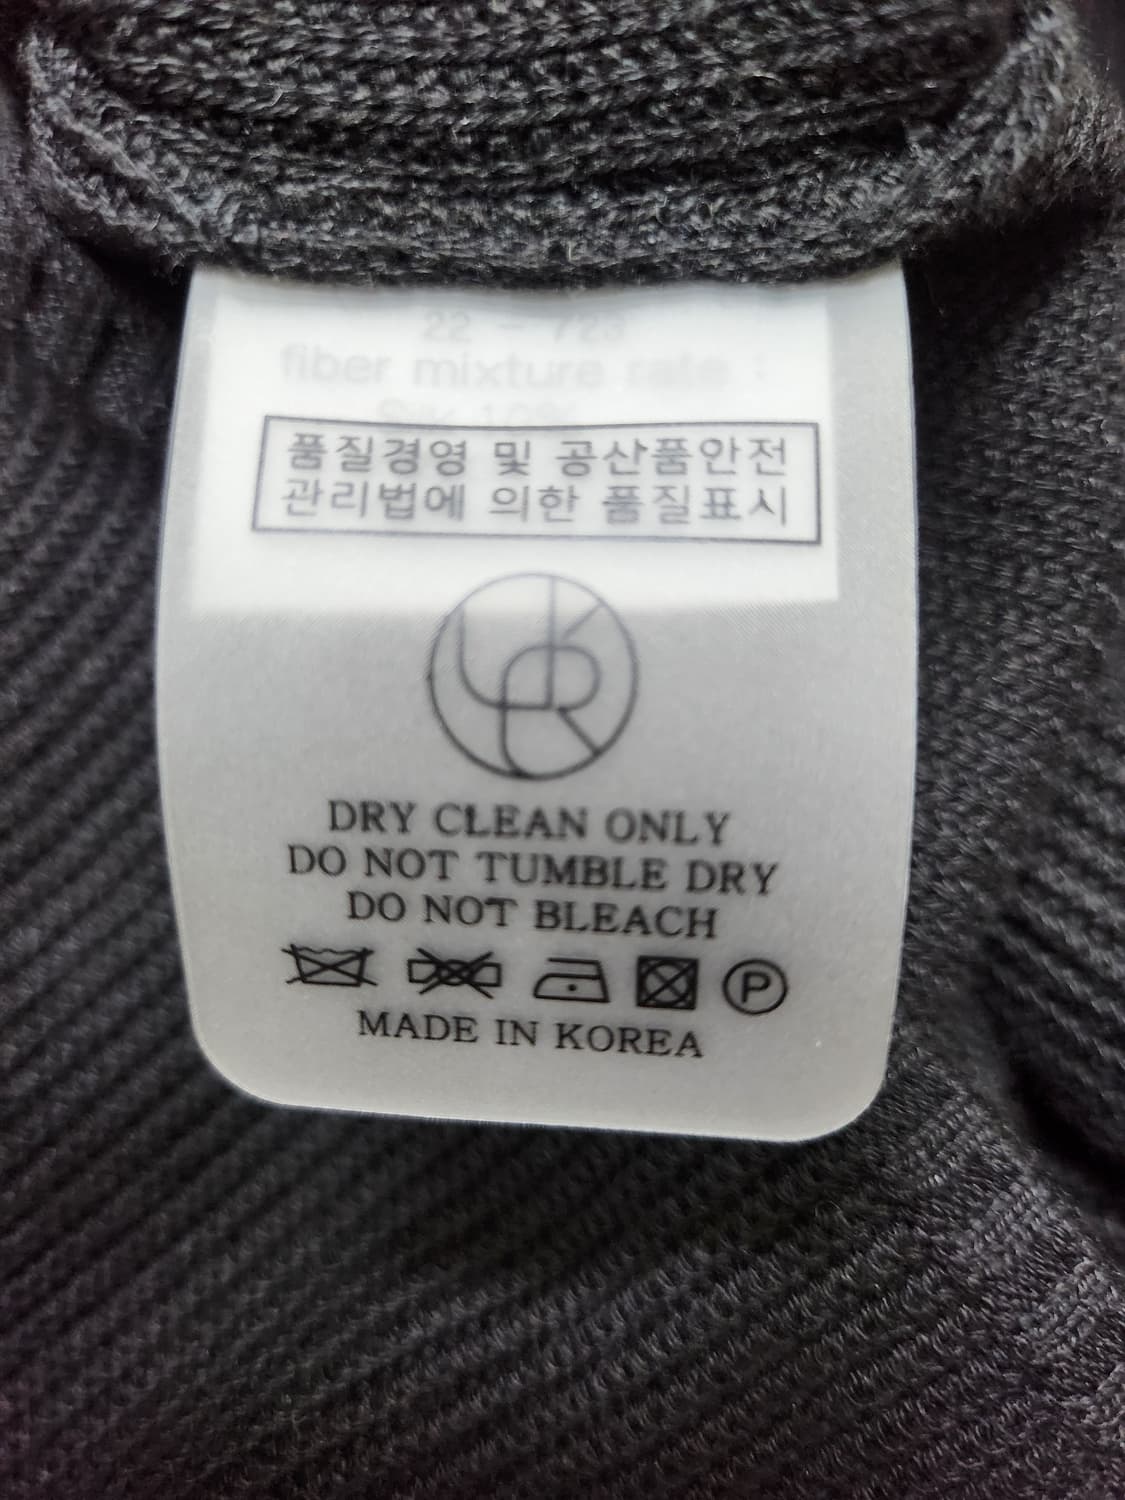 22 - 723
fiber mixture rate :
Silk 10%
품질경영 및 공산품안전
관리법에 의한 품질표시
DRY CLEAN ONLY
DO NOT TUMBLE DRY
DO NOT BLEACH
P
MADE IN KOREA